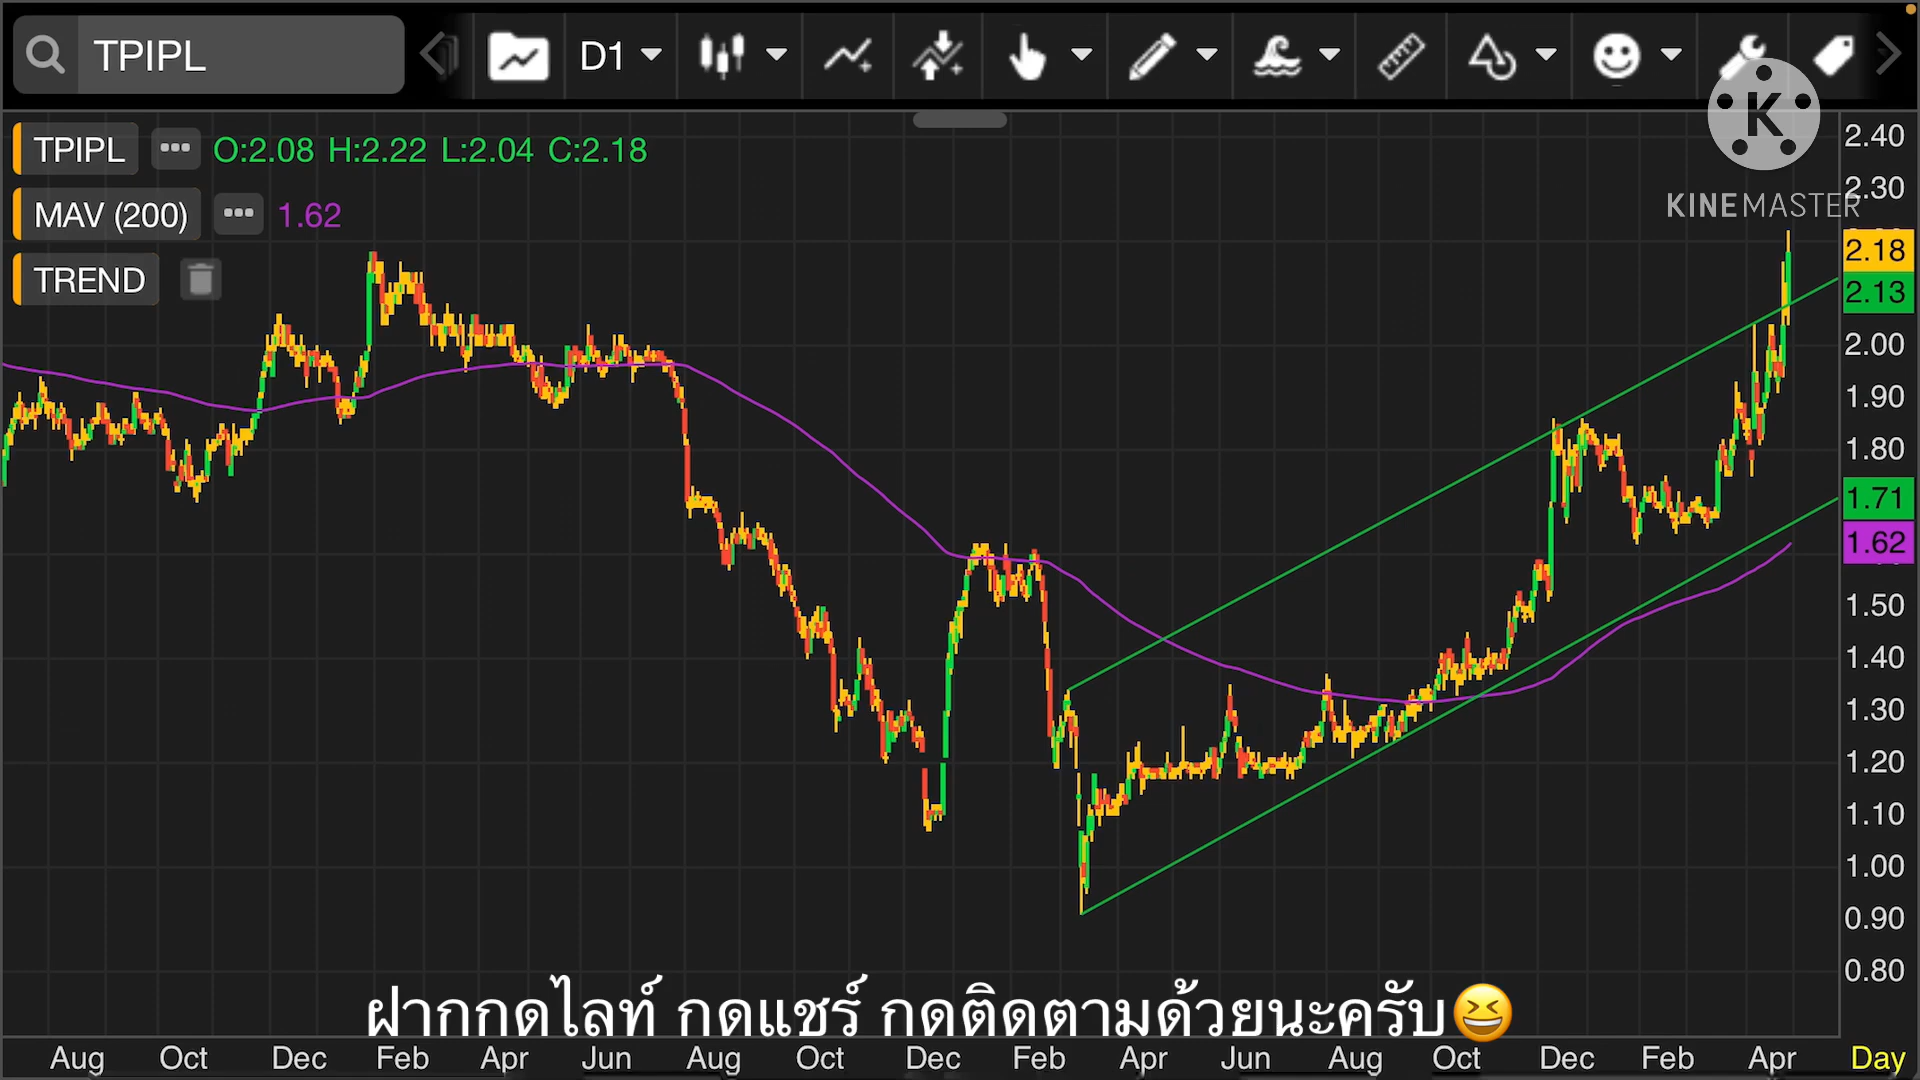 TPIPL D1
TPIPL O:2.08 H:2.22 L:2.04 C:2.18
MAV (200) 1.62
TREND
K
KINEMASTER
2.40
2.30
2.18
2.13
2.00
1.90
1.80
1.71
1.62
1.50
1.40
1.30
1.20
1.10
1.00
0.90
0.80
ฝากกดไลท์ กดแชร์ กดติดตามด้วยนะครับ😆
Aug Oct Dec Feb Apr Jun Aug Oct Dec Feb Apr Jun Aug Oct Dec Feb Apr Day